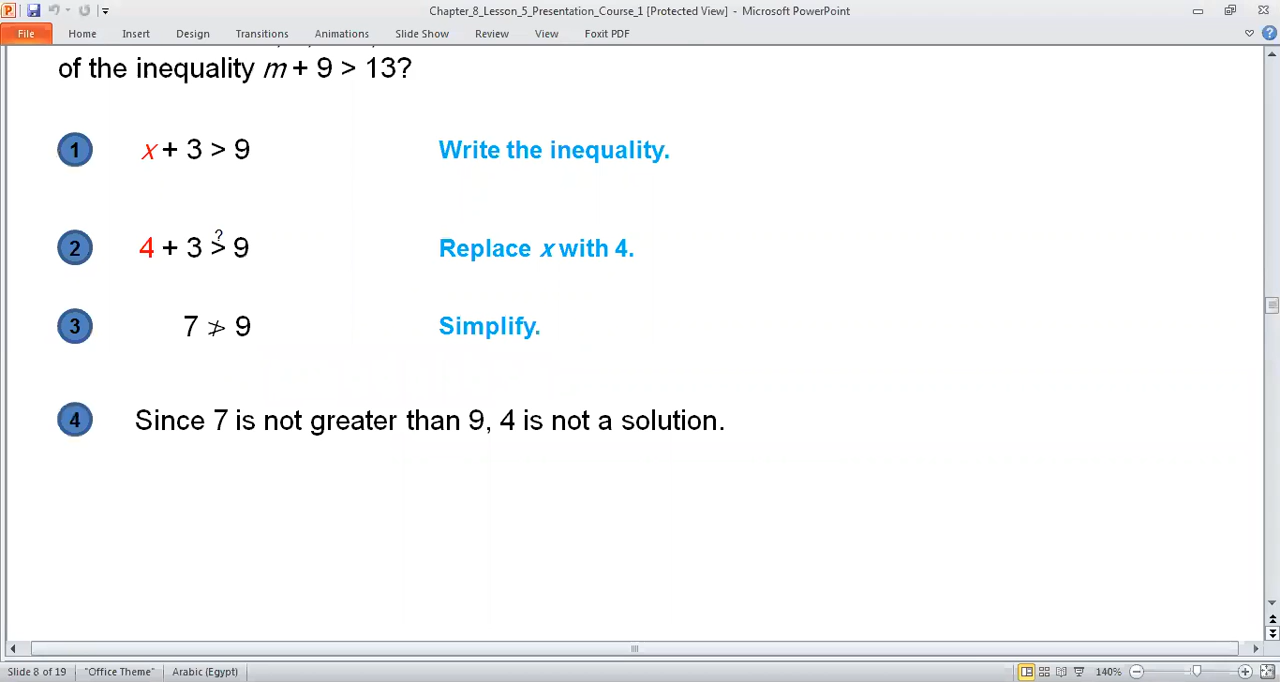 Chapter_8_Lesson_5_Presentation_Course_1 [Protected View] - Microsoft PowerPoint
File Home Insert Design Transitions Animations Slide Show Review View Foxit PDF
of the inequality m + 9 > 13?
1 x + 3 > 9 Write the inequality.
?
2 4 + 3 > 9 Replace x with 4.
3 7 ≯ 9 Simplify.
4 Since 7 is not greater than 9, 4 is not a solution.
Slide 8 of 19 "Office Theme" Arabic (Egypt) 140%